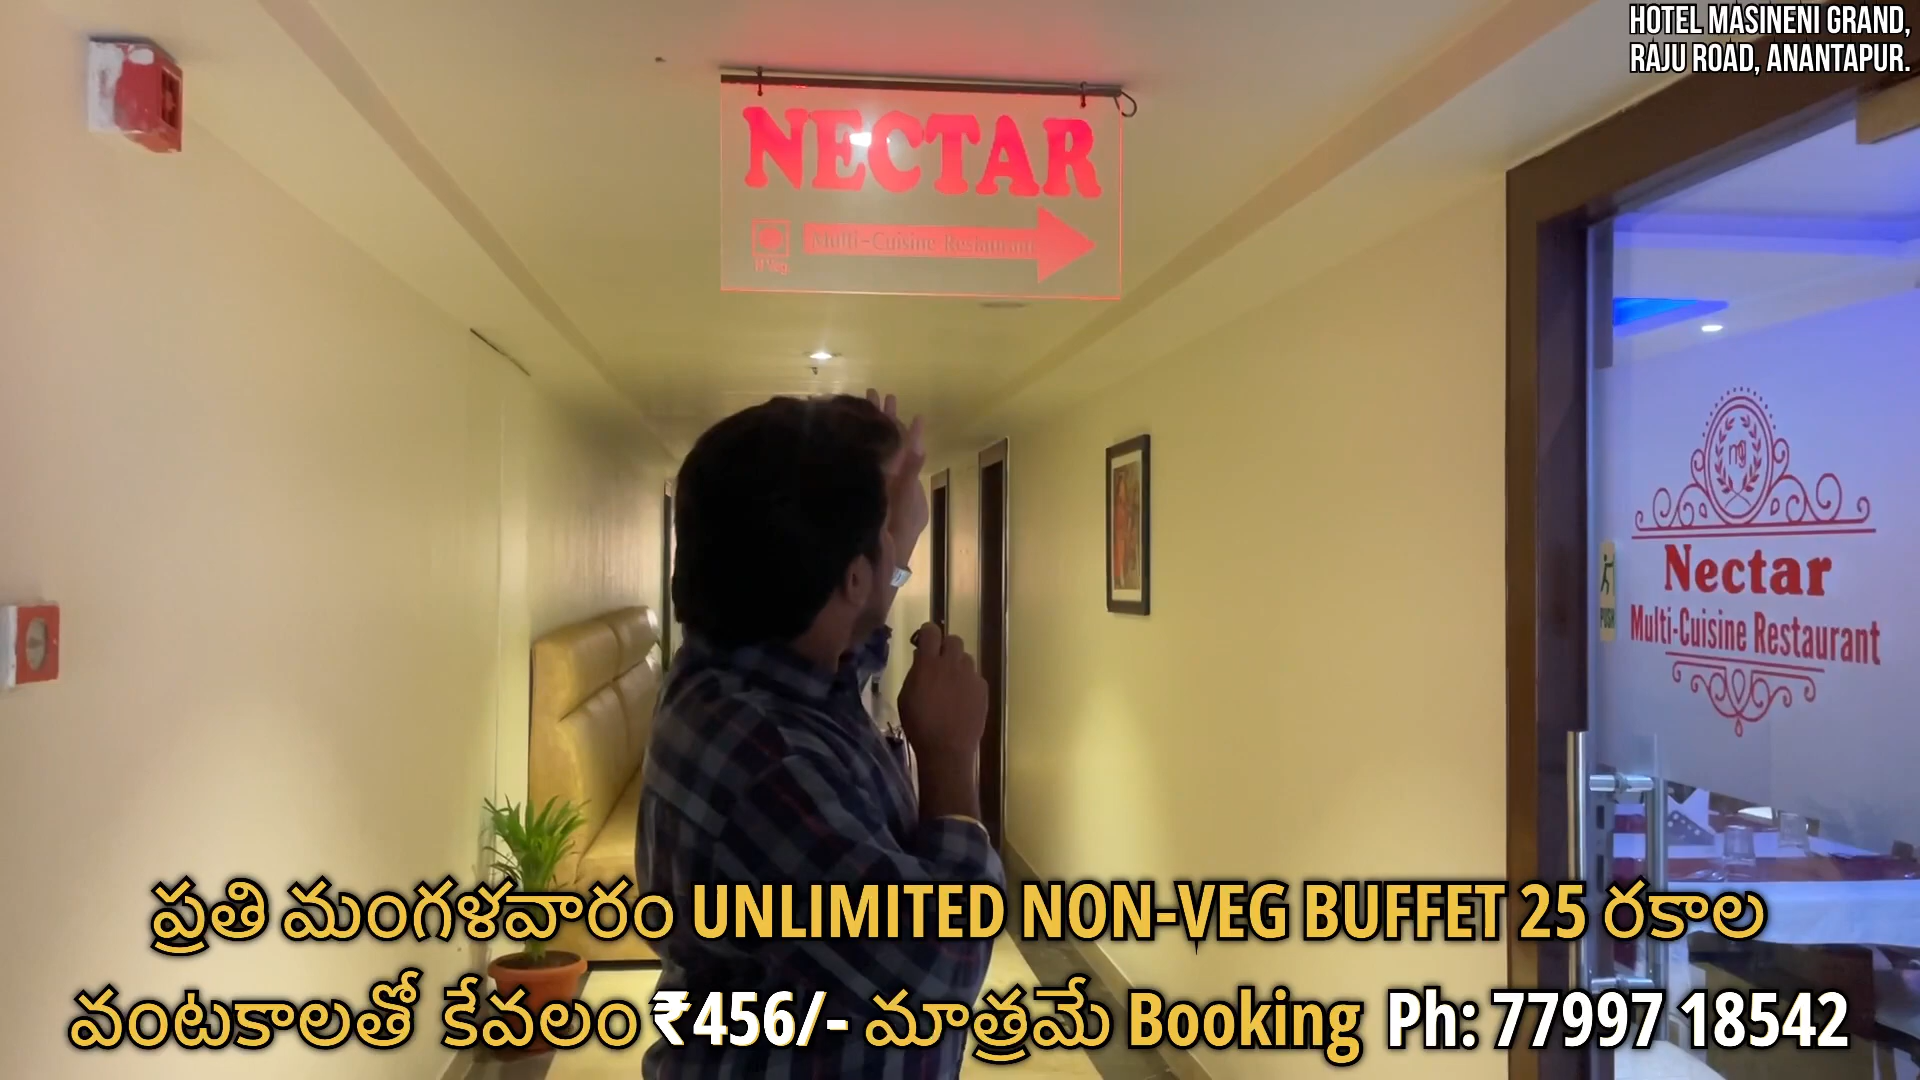 HOTEL MASINENI GRAND,
RAJU ROAD, ANANTAPUR.
NECTAR
Multi-Cuisine Restaurant
Nectar
PUSH
Multi-Cuisine Restaurant
ప్రతి మంగళవారం UNLIMITED NON-VEG BUFFET 25 రకాల
వంటకాలతో కేవలం ₹456/- మాత్రమే Booking Ph: 77997 18542